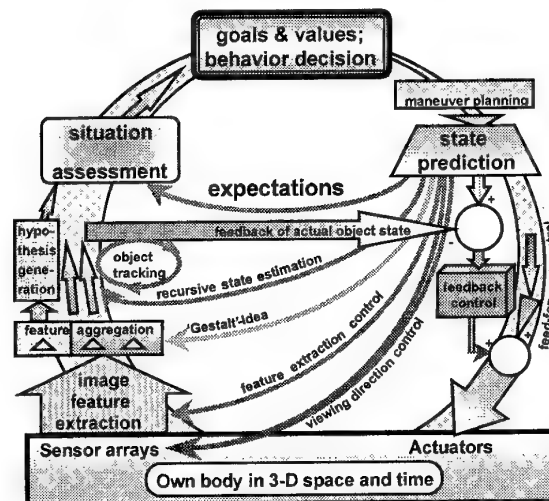 goals & values;
behavior decision
maneuver planning
situation
assessment
state
prediction
expectations
hypo-
thesis
gene-
ration
feedback of actual object state
object
tracking
recursive state estimation
feedback
control
'Gestalt'-idea
feature aggregation
feature extraction control
viewing direction control
image
feature
extraction
Sensor arrays
Actuators
Own body in 3-D space and time